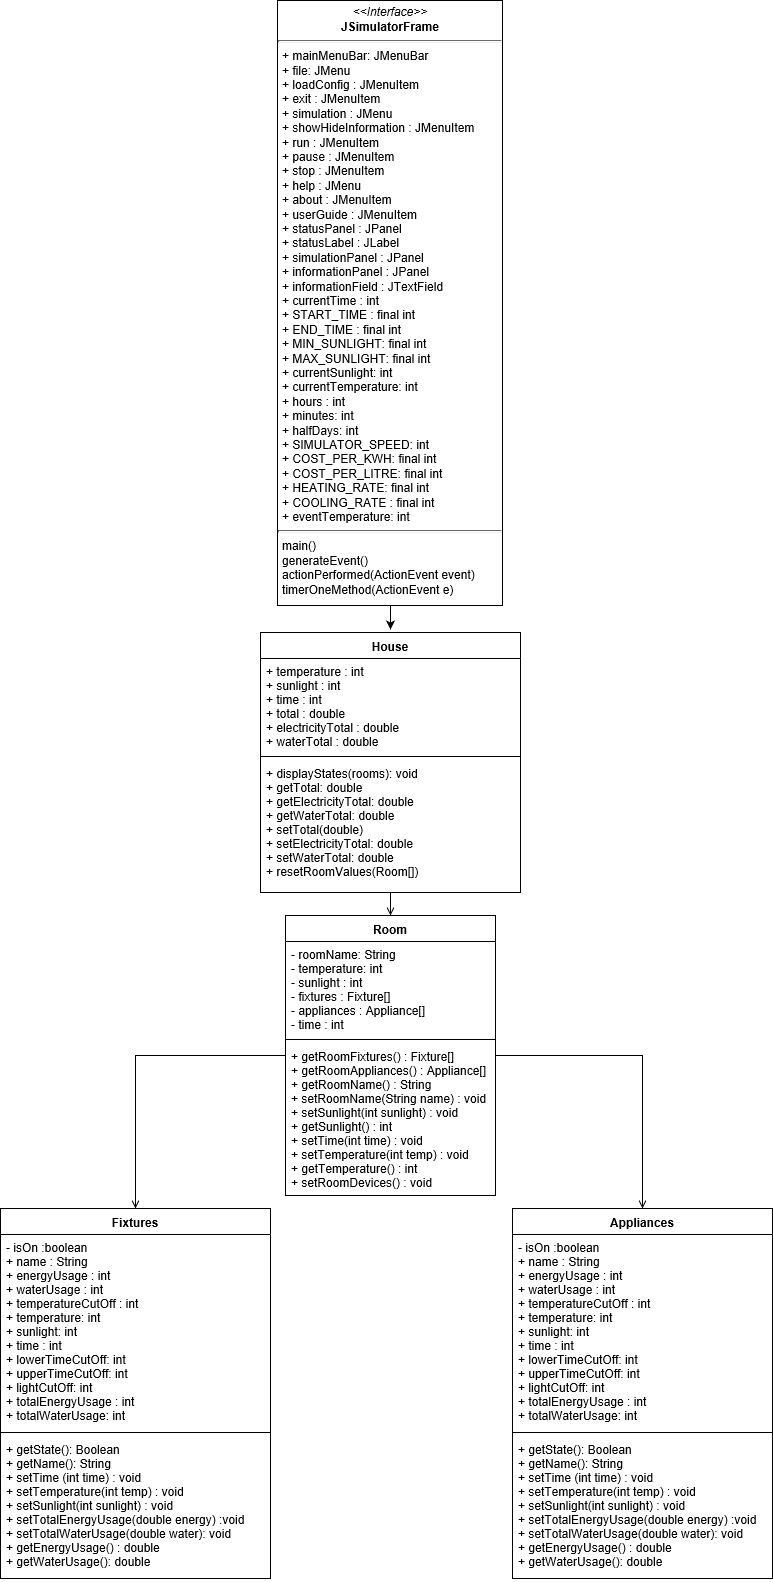 <<Interface>>
JSimulatorFrame
+ mainMenuBar: JMenuBar
+ file: JMenu
+ loadConfig : JMenuItem
+ exit : JMenuItem
+ simulation : JMenu
+ showHideInformation : JMenuItem
+ run : JMenuItem
+ pause : JMenuItem
+ stop : JMenuItem
+ help : JMenu
+ about : JMenuItem
+ userGuide : JMenuItem
+ statusPanel : JPanel
+ statusLabel : JLabel
+ simulationPanel : JPanel
+ informationPanel : JPanel
+ informationField : JTextField
+ currentTime : int
+ START_TIME : final int
+ END_TIME : final int
+ MIN_SUNLIGHT: final int
+ MAX_SUNLIGHT: final int
+ currentSunlight: int
+ currentTemperature: int
+ hours : int
+ minutes: int
+ halfDays: int
+ SIMULATOR_SPEED: int
+ COST_PER_KWH: final int
+ COST_PER_LITRE: final int
+ HEATING_RATE: final int
+ COOLING_RATE : final int
+ eventTemperature: int
main()
generateEvent()
actionPerformed(ActionEvent event)
timerOneMethod(ActionEvent e)
House
+ temperature : int
+ sunlight : int
+ time : int
+ total : double
+ electricityTotal : double
+ waterTotal : double
+ displayStates(rooms): void
+ getTotal: double
+ getElectricityTotal: double
+ getWaterTotal: double
+ setTotal(double)
+ setElectricityTotal: double
+ setWaterTotal: double
+ resetRoomValues(Room[])
Room
- roomName: String
- temperature: int
- sunlight : int
- fixtures : Fixture[]
- appliances : Appliance[]
- time : int
+ getRoomFixtures() : Fixture[]
+ getRoomAppliances() : Appliance[]
+ getRoomName() : String
+ setRoomName(String name) : void
+ setSunlight(int sunlight) : void
+ getSunlight() : int
+ setTime(int time) : void
+ setTemperature(int temp) : void
+ getTemperature() : int
+ setRoomDevices() : void
Fixtures
- isOn :boolean
+ name : String
+ energyUsage : int
+ waterUsage : int
+ temperatureCutOff : int
+ temperature: int
+ sunlight: int
+ time : int
+ lowerTimeCutOff: int
+ upperTimeCutOff: int
+ lightCutOff: int
+ totalEnergyUsage : int
+ totalWaterUsage: int
+ getState(): Boolean
+ getName(): String
+ setTime (int time) : void
+ setTemperature(int temp) : void
+ setSunlight(int sunlight) : void
+ setTotalEnergyUsage(double energy) :void
+ setTotalWaterUsage(double water): void
+ getEnergyUsage() : double
+ getWaterUsage(): double
Appliances
- isOn :boolean
+ name : String
+ energyUsage : int
+ waterUsage : int
+ temperatureCutOff : int
+ temperature: int
+ sunlight: int
+ time : int
+ lowerTimeCutOff: int
+ upperTimeCutOff: int
+ lightCutOff: int
+ totalEnergyUsage : int
+ totalWaterUsage: int
+ getState(): Boolean
+ getName(): String
+ setTime (int time) : void
+ setTemperature(int temp) : void
+ setSunlight(int sunlight) : void
+ setTotalEnergyUsage(double energy) :void
+ setTotalWaterUsage(double water): void
+ getEnergyUsage() : double
+ getWaterUsage(): double